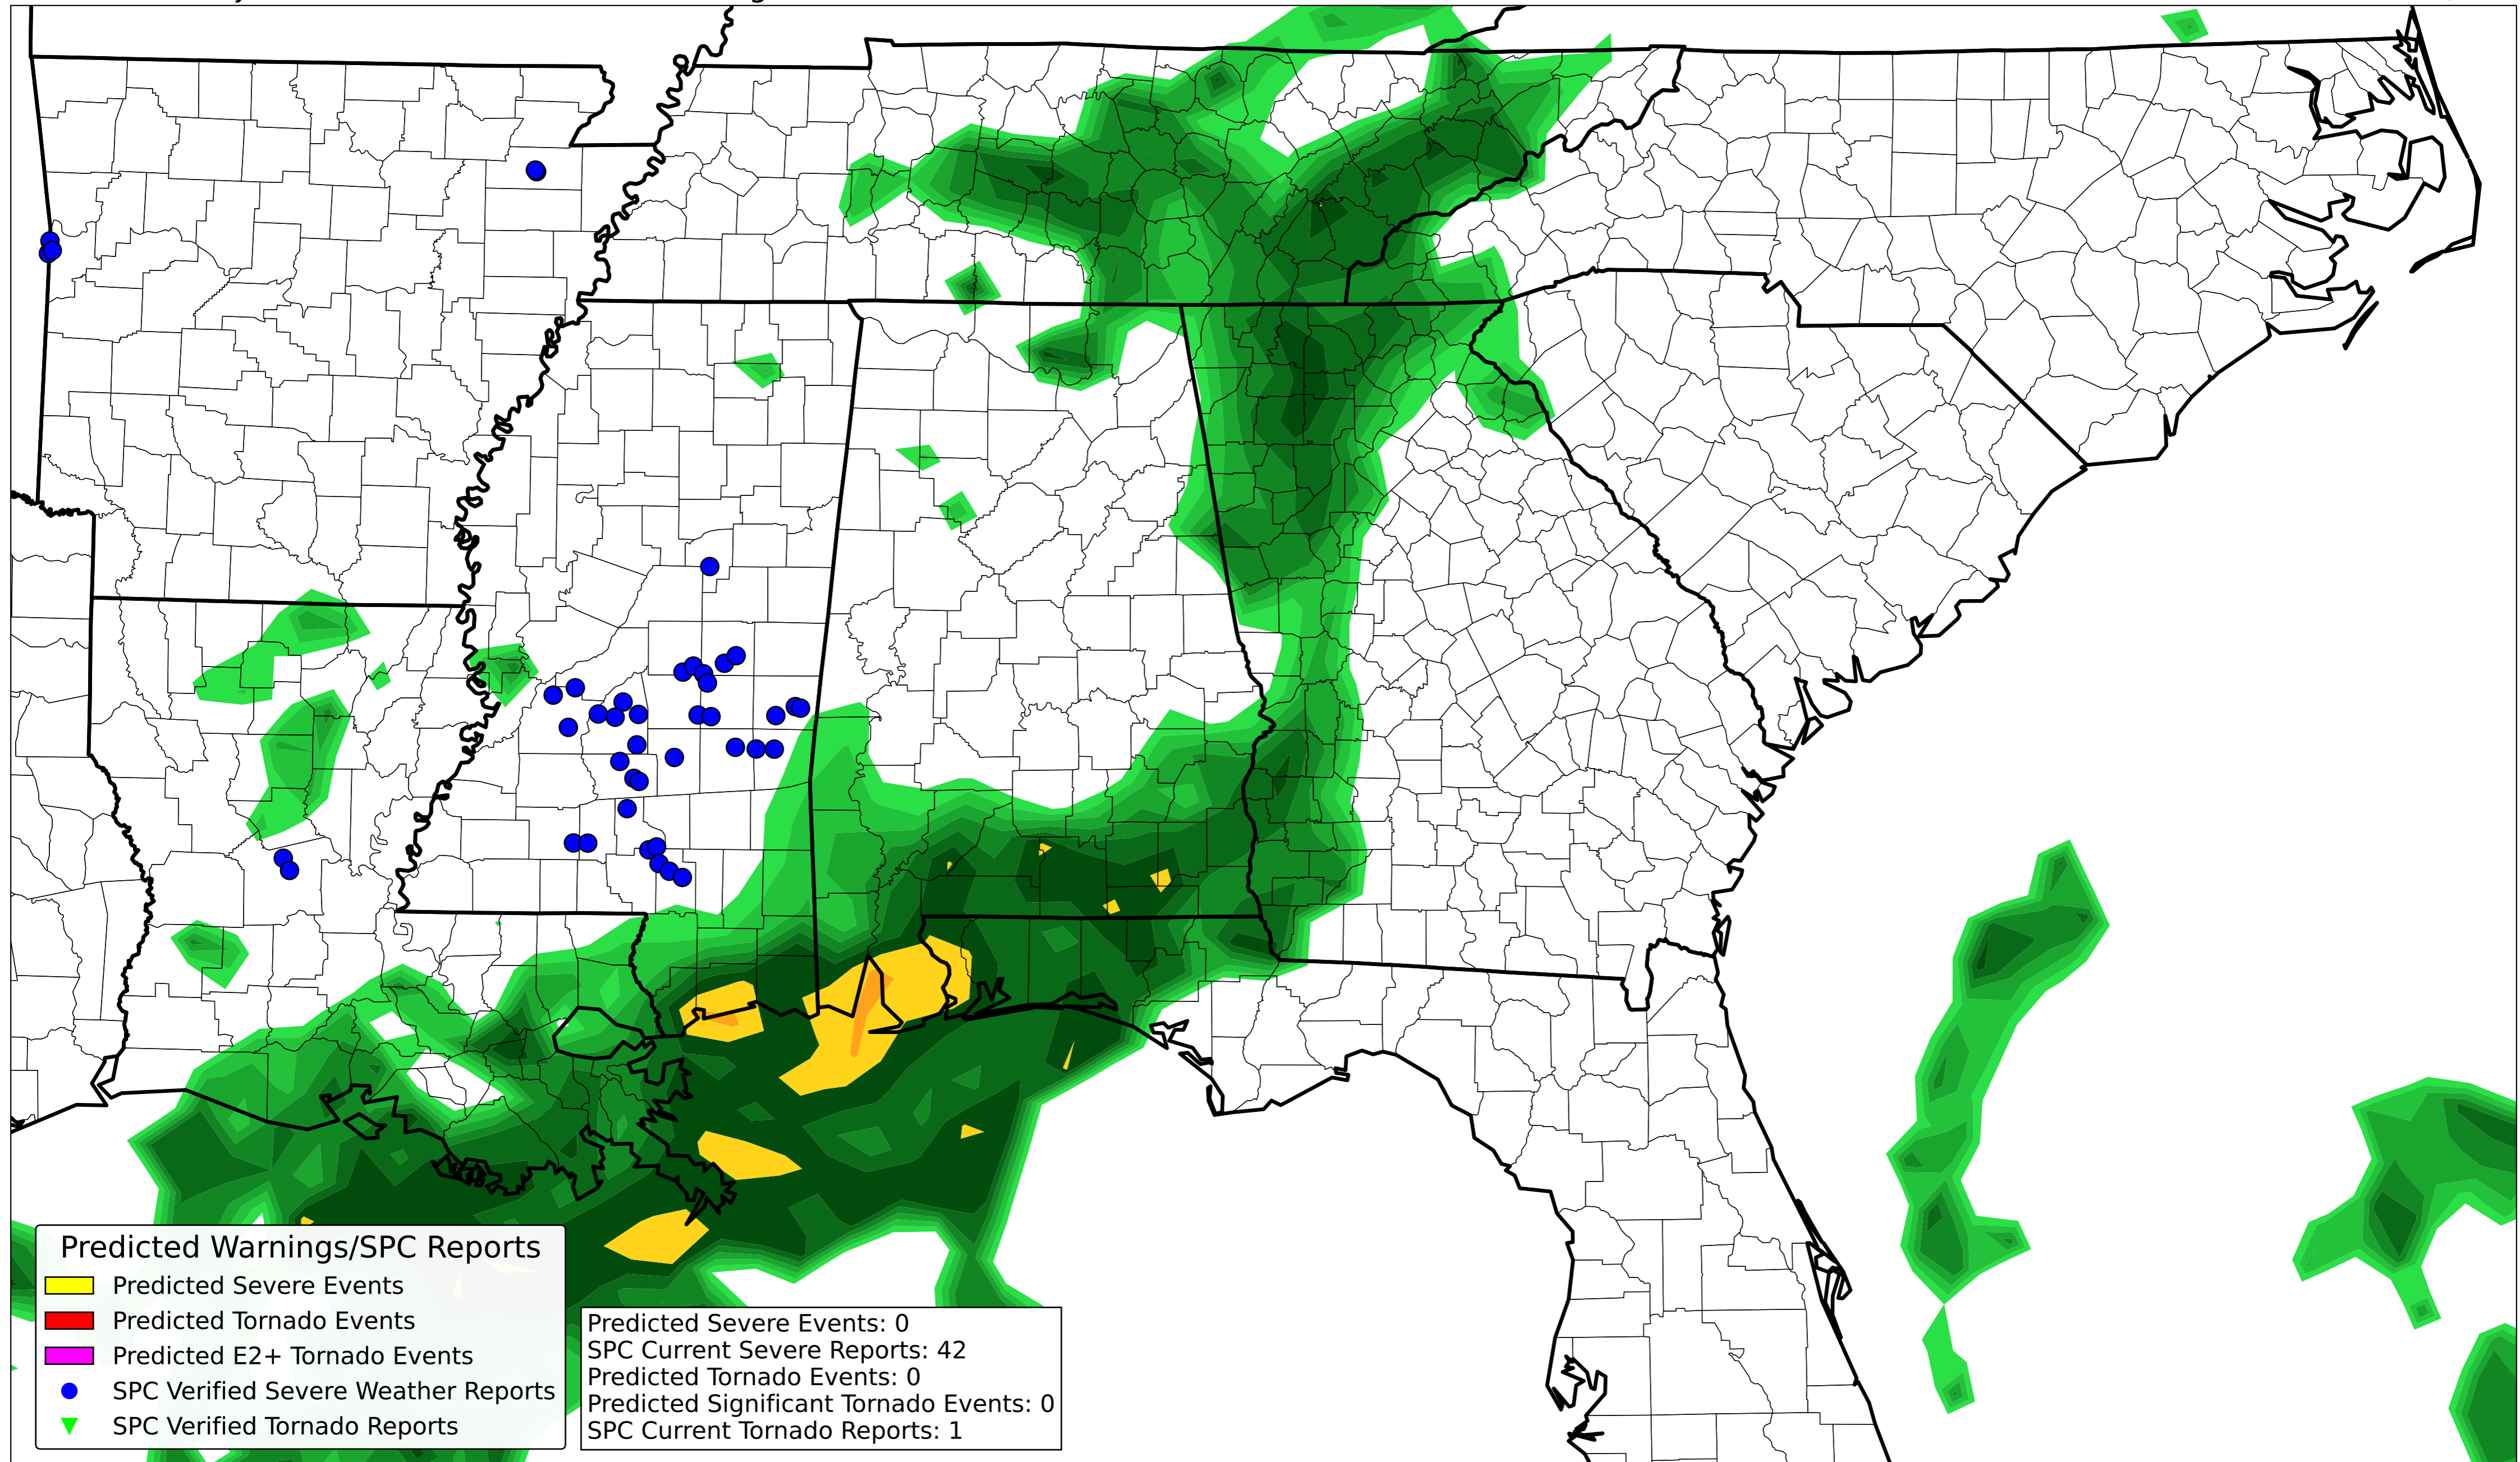 Predicted Warnings/SPC Reports
Predicted Severe Events
Predicted Tornado Events
Predicted E2+ Tornado Events
SPC Verified Severe Weather Reports
SPC Verified Tornado Reports
Predicted Severe Events: 0
SPC Current Severe Reports: 42
Predicted Tornado Events: 0
Predicted Significant Tornado Events: 0
SPC Current Tornado Reports: 1